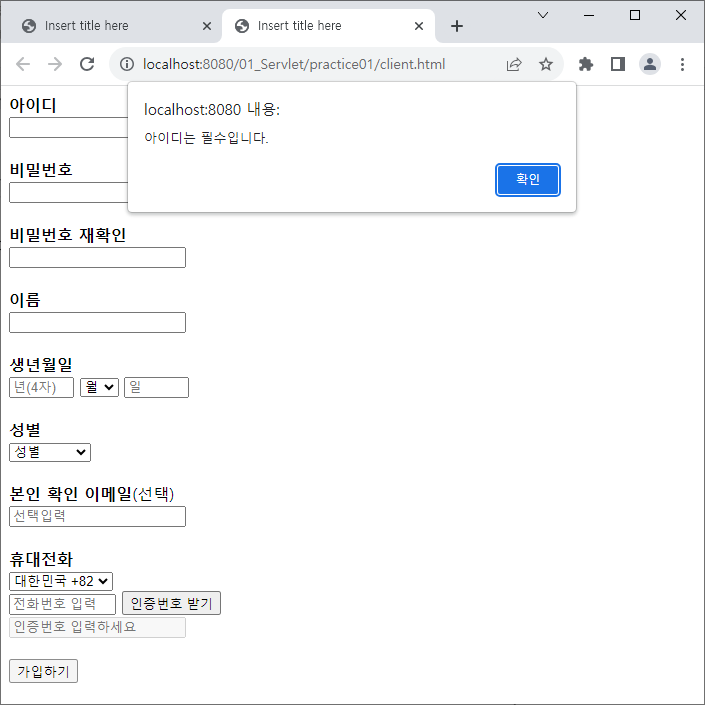 Insert title here
Insert title here
localhost:8080/01_Servlet/practice01/client.html
localhost:8080 내용:
아이디는 필수입니다.
확인
아이디
비밀번호
비밀번호 재확인
이름
생년월일
년(4자) 월 일
성별
성별
본인 확인 이메일(선택)
선택입력
휴대전화
대한민국 +82
전화번호 입력 인증번호 받기
인증번호 입력하세요
가입하기